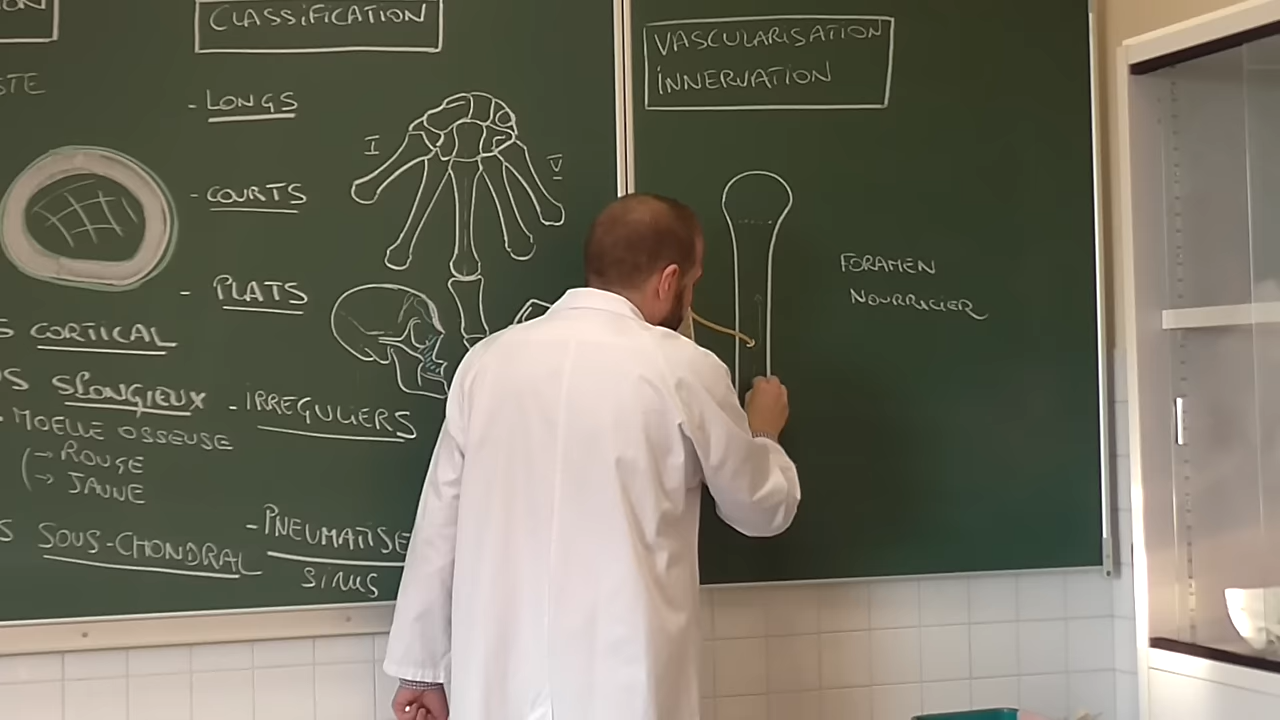 CLASSIFICATION
- LONGS
- COURTS
- PLATS
CORTICAL
SPONGIEUX
MOELLE OSSEUSE
→ ROUGE
→ JAUNE
SOUS-CHONDRAL
- IRREGULIERS
- PNEUMATISE
SINUS
I
V
VASCULARISATION
INNERVATION
FORAMEN
NOURRICIER